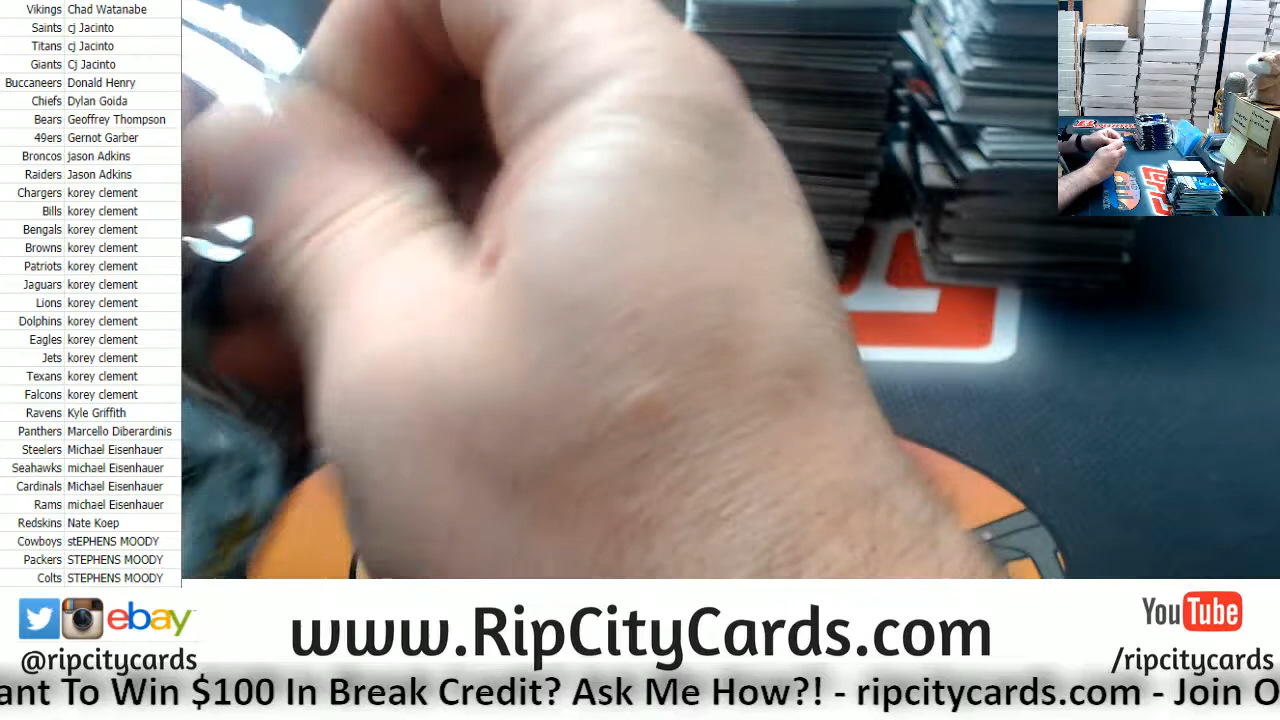 Vikings Chad Watanabe
Saints cj Jacinto
Titans cj Jacinto
Giants Cj Jacinto
Buccaneers Donald Henry
Chiefs Dylan Goida
Bears Geoffrey Thompson
49ers Gernot Garber
Broncos jason Adkins
Raiders Jason Adkins
Chargers korey clement
Bills korey clement
Bengals korey clement
Browns korey clement
Patriots korey clement
Jaguars korey clement
Lions korey clement
Dolphins korey clement
Eagles korey clement
Jets korey clement
Texans korey clement
Falcons korey clement
Ravens Kyle Griffith
Panthers Marcello Diberardinis
Steelers Michael Eisenhauer
Seahawks michael Eisenhauer
Cardinals Michael Eisenhauer
Rams michael Eisenhauer
Redskins Nate Koep
Cowboys stEPHENS MOODY
Packers STEPHENS MOODY
Colts STEPHENS MOODY
ebay
@ripcitycards
www.RipCityCards.com
YouTube
/ripcitycards
ant To Win $100 In Break Credit? Ask Me How?! - ripcitycards.com - Join O